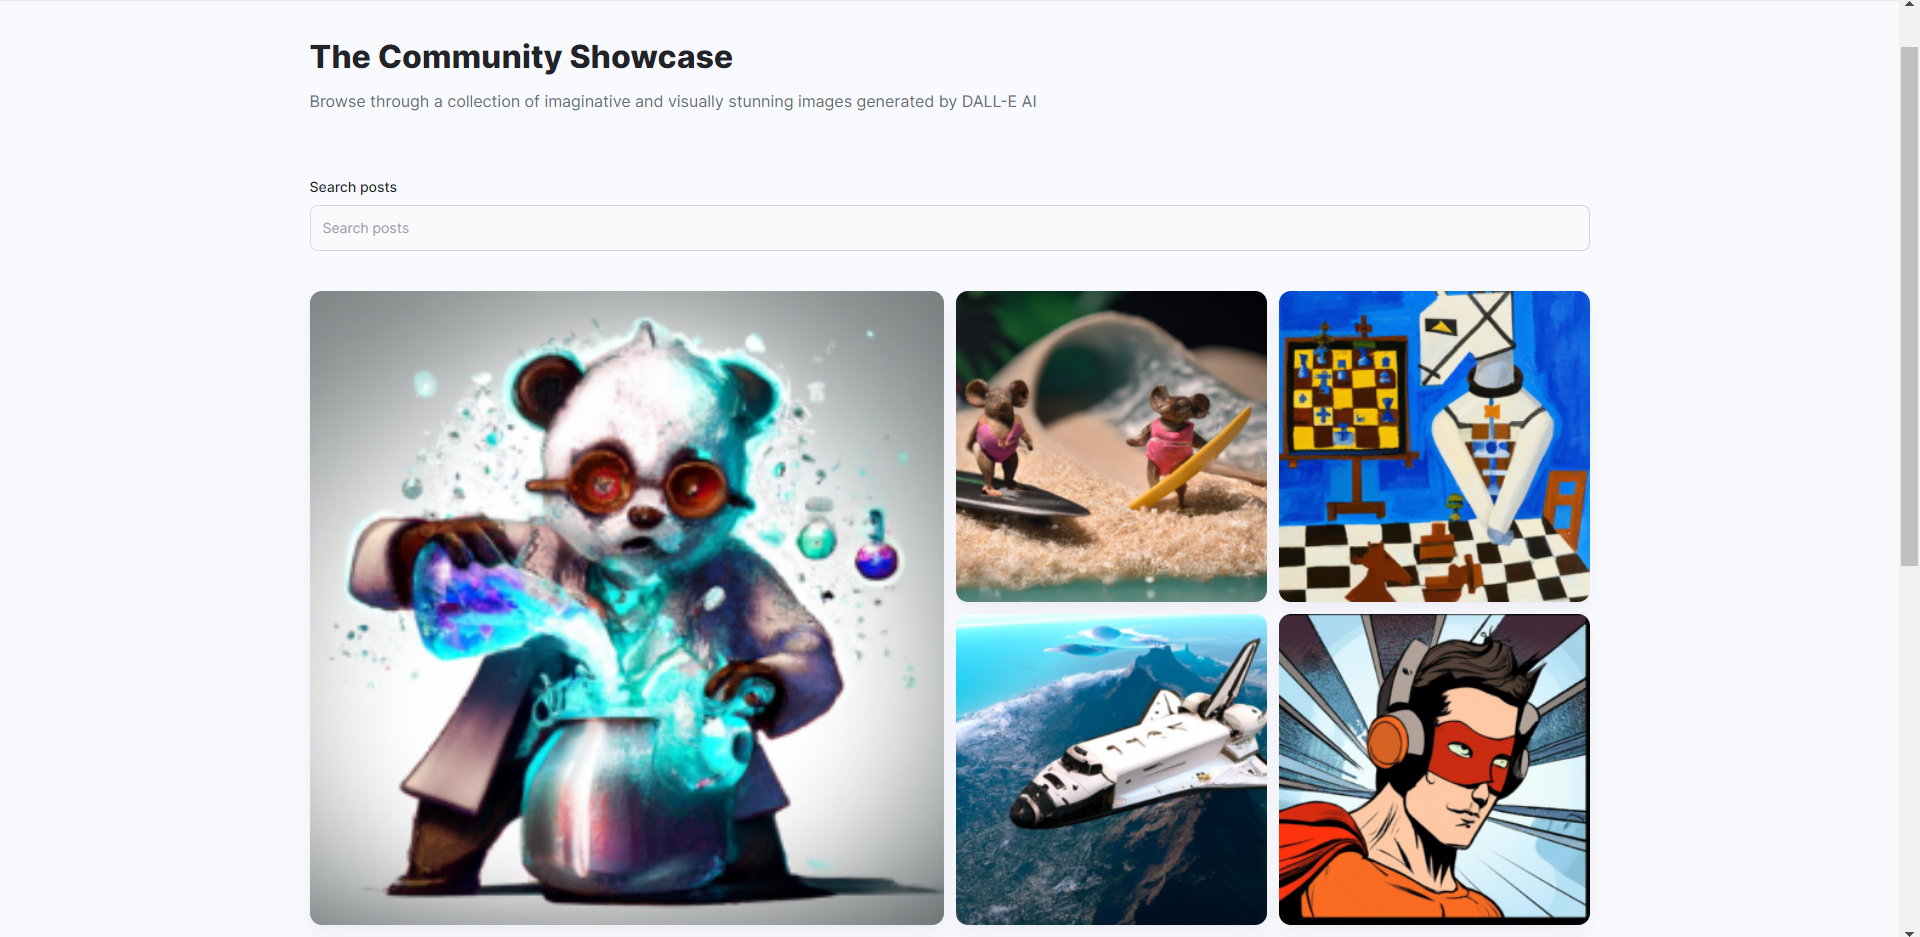 The Community Showcase
Browse through a collection of imaginative and visually stunning images generated by DALL-E AI
Search posts
Search posts